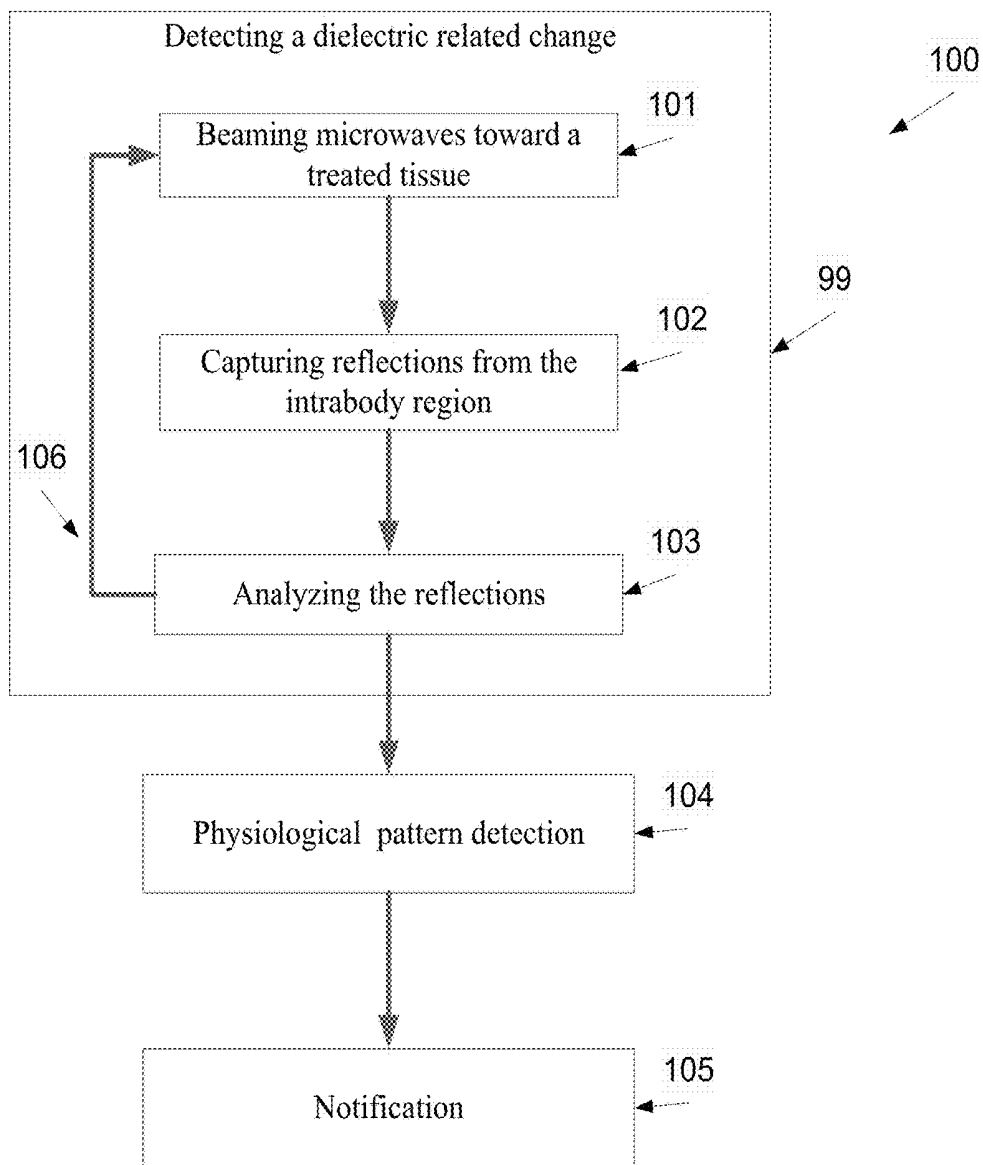 Detecting a dielectric related change
100
101
Beaming microwaves toward a
treated tissue
99
102
Capturing reflections from the
intrabody region
106
103
Analyzing the reflections
104
Physiological pattern detection
105
Notification